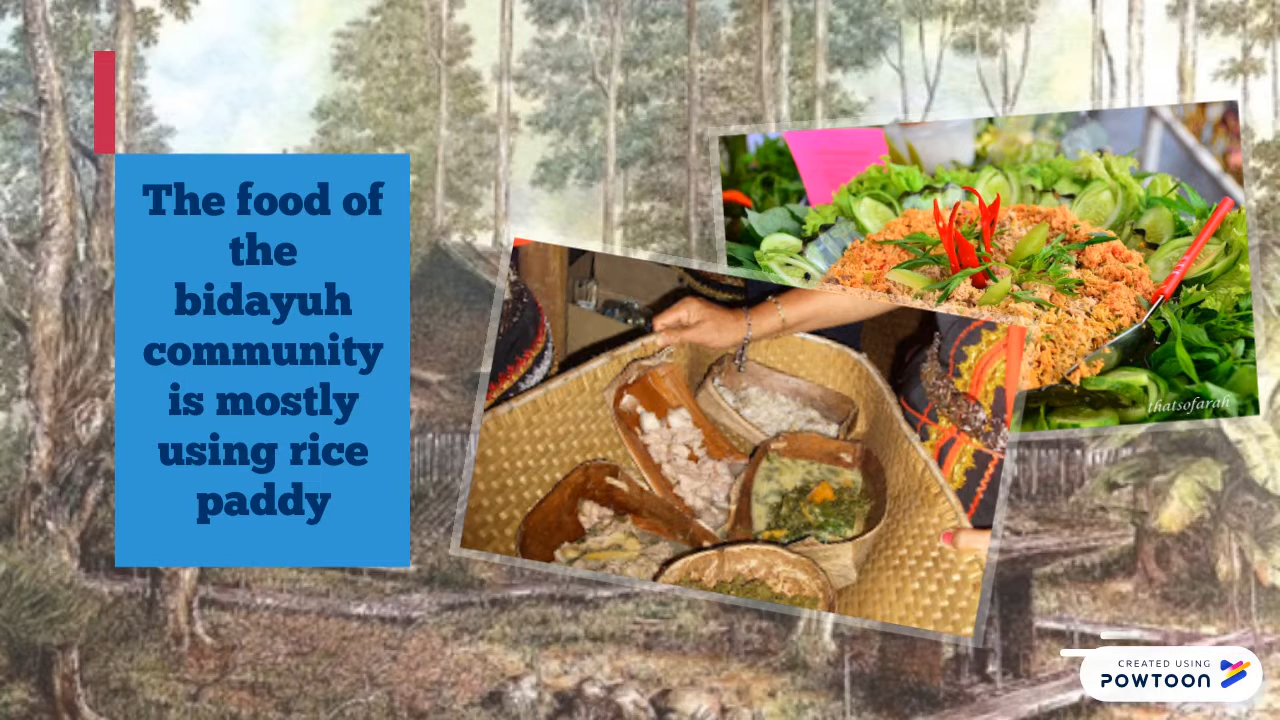 The food of
the
bidayuh
community
is mostly
using rice
paddy
thatsofarah
CREATED USING
POWTOON